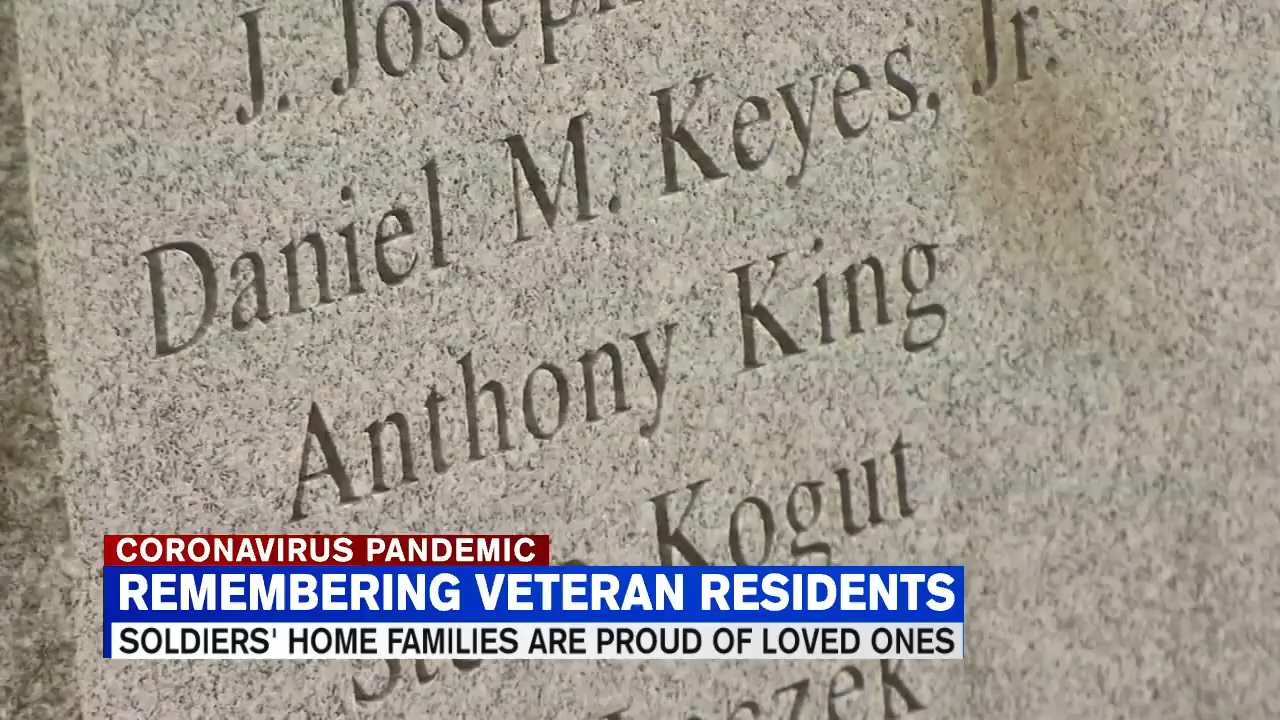 J. Joseph
Daniel M. Keyes, Jr.
Anthony King
Kogut
CORONAVIRUS PANDEMIC
REMEMBERING VETERAN RESIDENTS
SOLDIERS' HOME FAMILIES ARE PROUD OF LOVED ONES